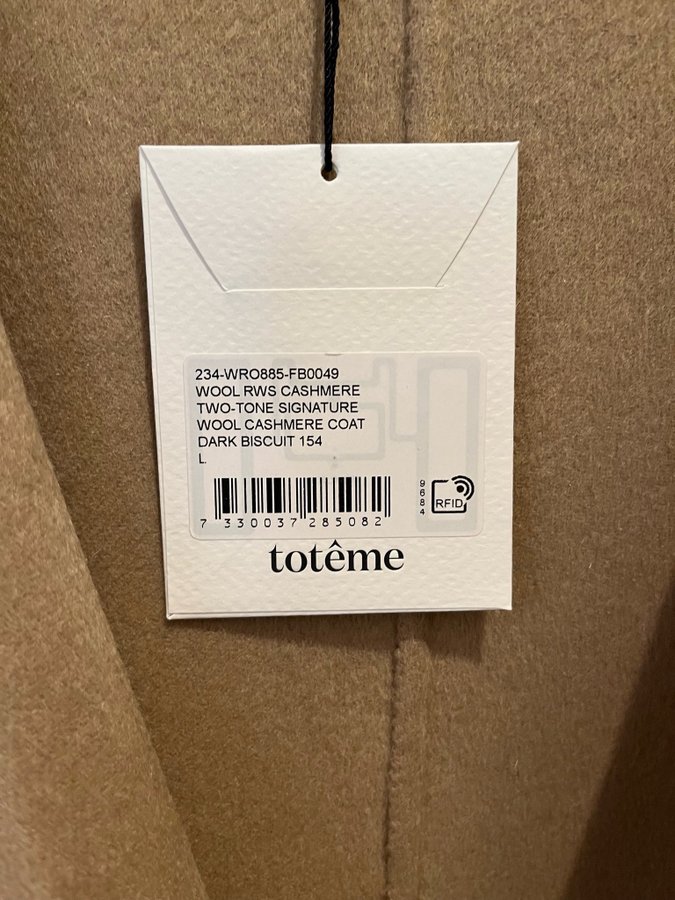 234-WRO885-FB0049
WOOL RWS CASHMERE
TWO-TONE SIGNATURE
WOOL CASHMERE COAT
DARK BISCUIT 154
L
7 330037 285082
9684
RFID
totême